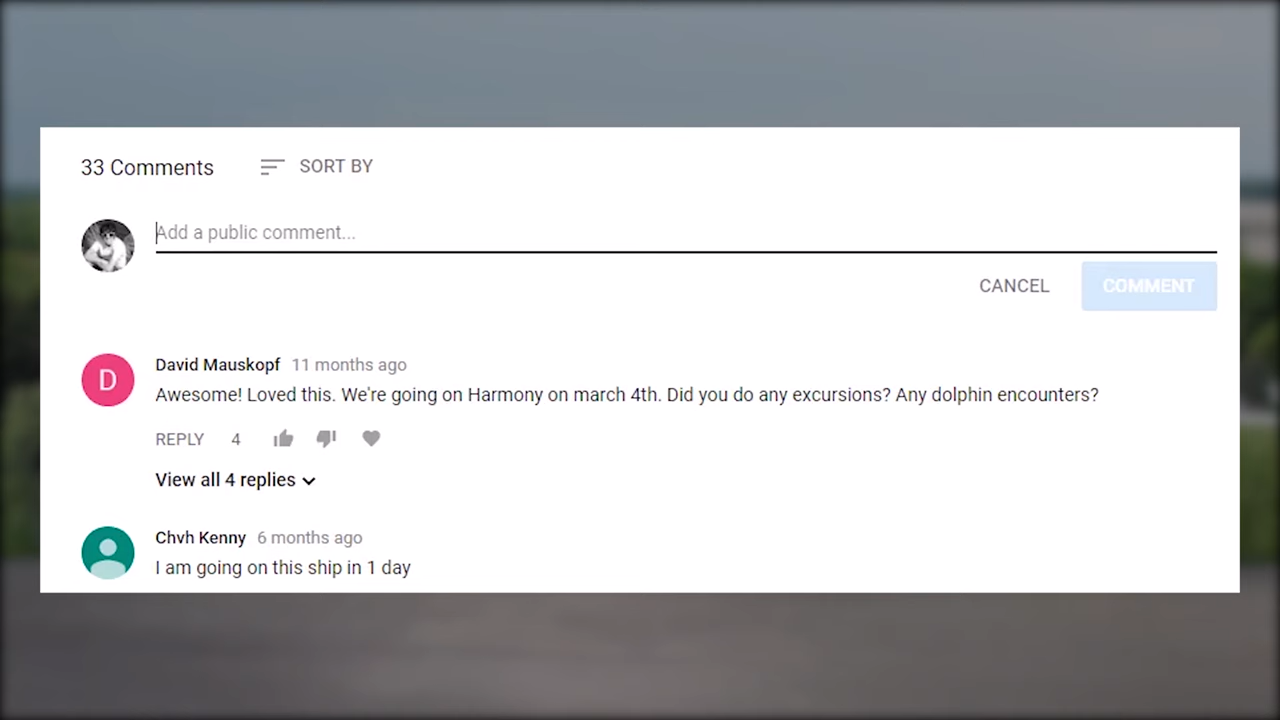 33 Comments SORT BY
Add a public comment...
CANCEL COMMENT
D
David Mauskopf 11 months ago
Awesome! Loved this. We're going on Harmony on march 4th. Did you do any excursions? Any dolphin encounters?
REPLY 4
View all 4 replies
Chvh Kenny 6 months ago
I am going on this ship in 1 day